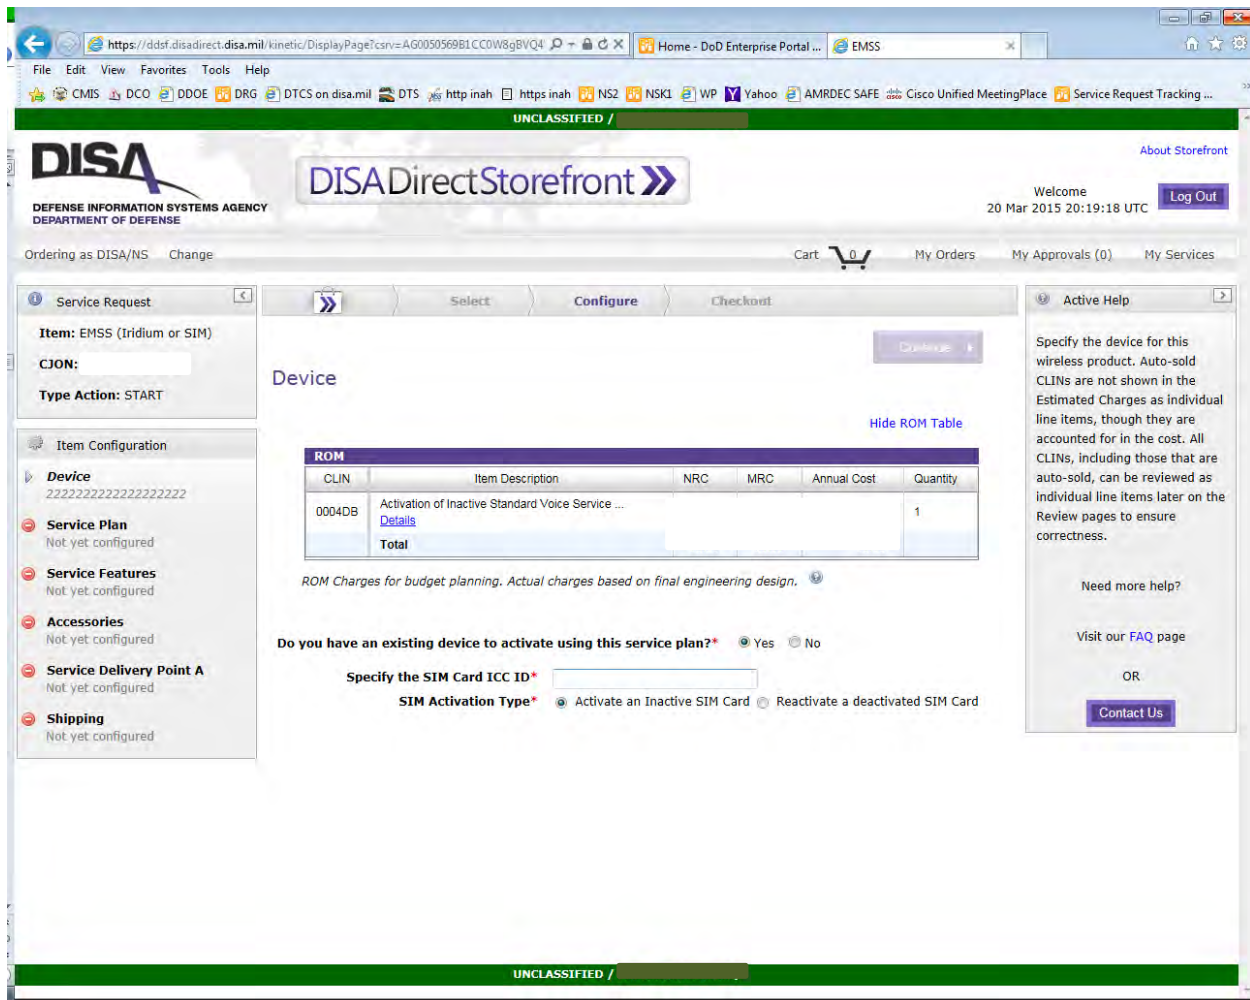 https://ddsf.disadirect.disa.mil/kinetic/DisplayPage?csrv=AG0050569B1CC0W8gBVQ4
Home - DoD Enterprise Portal ...
EMSS
File Edit View Favorites Tools Help
CMIS DCO DDOE DRG DTCS on disa.mil DTS http inah https inah NS2 NSK1 WP Yahoo AMRDEC SAFE Cisco Unified MeetingPlace Service Request Tracking ...
UNCLASSIFIED /
DISA
DEFENSE INFORMATION SYSTEMS AGENCY
DEPARTMENT OF DEFENSE
DISADirectStorefront
About Storefront
Welcome
20 Mar 2015 20:19:18 UTC
Log Out
Ordering as DISA/NS Change
Cart 0 My Orders My Approvals (0) My Services
Service Request
Item: EMSS (Iridium or SIM)
CJON:
Type Action: START
Item Configuration
Device
2222222222222222222
Service Plan
Not yet configured
Service Features
Not yet configured
Accessories
Not yet configured
Service Delivery Point A
Not yet configured
Shipping
Not yet configured
Select Configure Checkout
Continue
Device
Hide ROM Table
ROM
CLIN Item Description NRC MRC Annual Cost Quantity
0004DB Activation of Inactive Standard Voice Service ... 1
Details
Total
ROM Charges for budget planning. Actual charges based on final engineering design.
Do you have an existing device to activate using this service plan?* Yes No
Specify the SIM Card ICC ID*
SIM Activation Type* Activate an Inactive SIM Card Reactivate a deactivated SIM Card
Active Help
Specify the device for this
wireless product. Auto-sold
CLINs are not shown in the
Estimated Charges as individual
line items, though they are
accounted for in the cost. All
CLINs, including those that are
auto-sold, can be reviewed as
individual line items later on the
Review pages to ensure
correctness.
Need more help?
Visit our FAQ page
OR
Contact Us
UNCLASSIFIED /